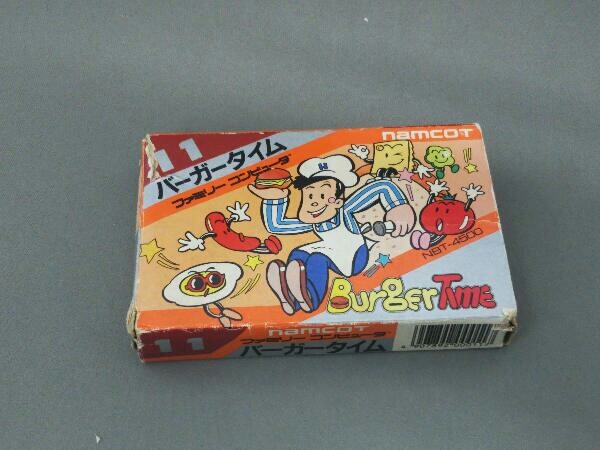 namcot
11
バーガータイム
ファミリー コンピュータ
H
NBT-4500
BurgerTime
11
namcot
ファミリー コンピュータ
バーガータイム